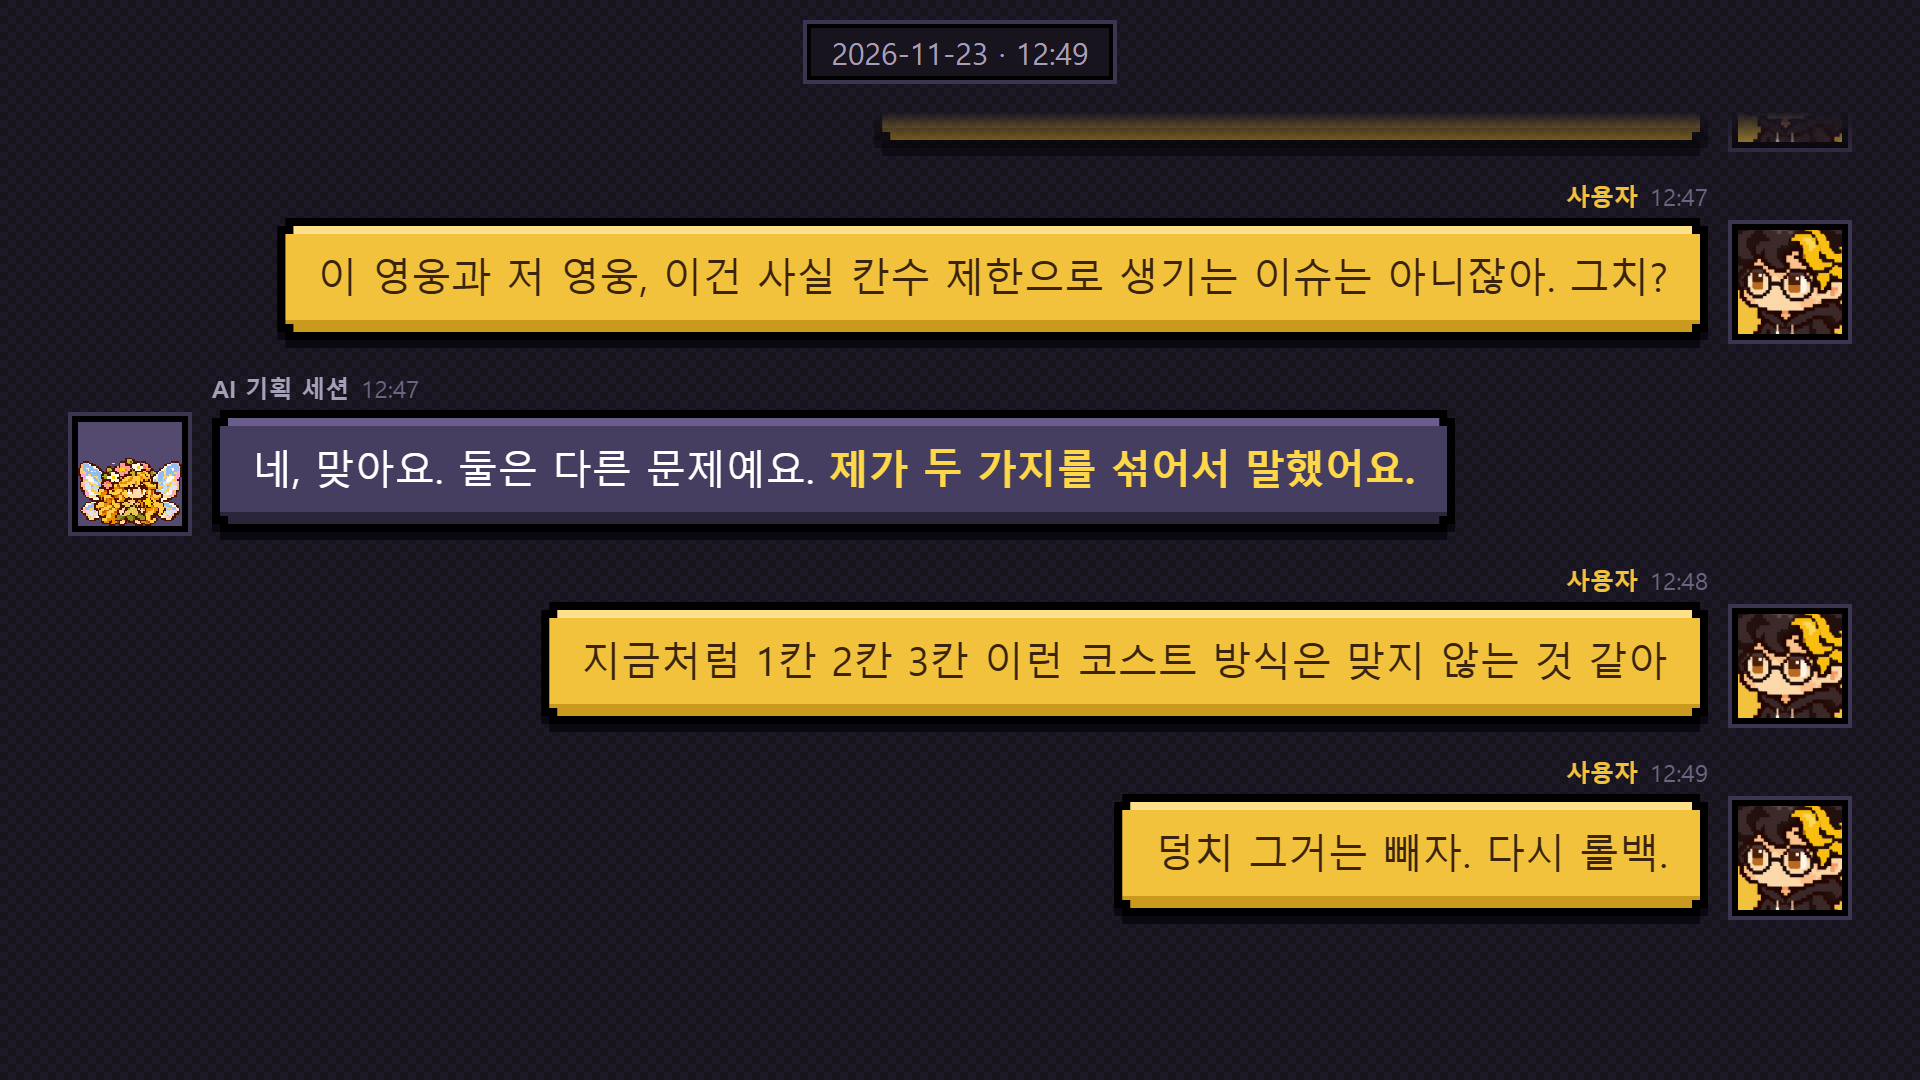 2026-11-23 · 12:49
사용자 12:47
이 영웅과 저 영웅, 이건 사실 칸수 제한으로 생기는 이슈는 아니잖아. 그치?
AI 기획 세션 12:47
네, 맞아요. 둘은 다른 문제예요. 제가 두 가지를 섞어서 말했어요.
사용자 12:48
지금처럼 1칸 2칸 3칸 이런 코스트 방식은 맞지 않는 것 같아
사용자 12:49
덩치 그거는 빼자. 다시 롤백.